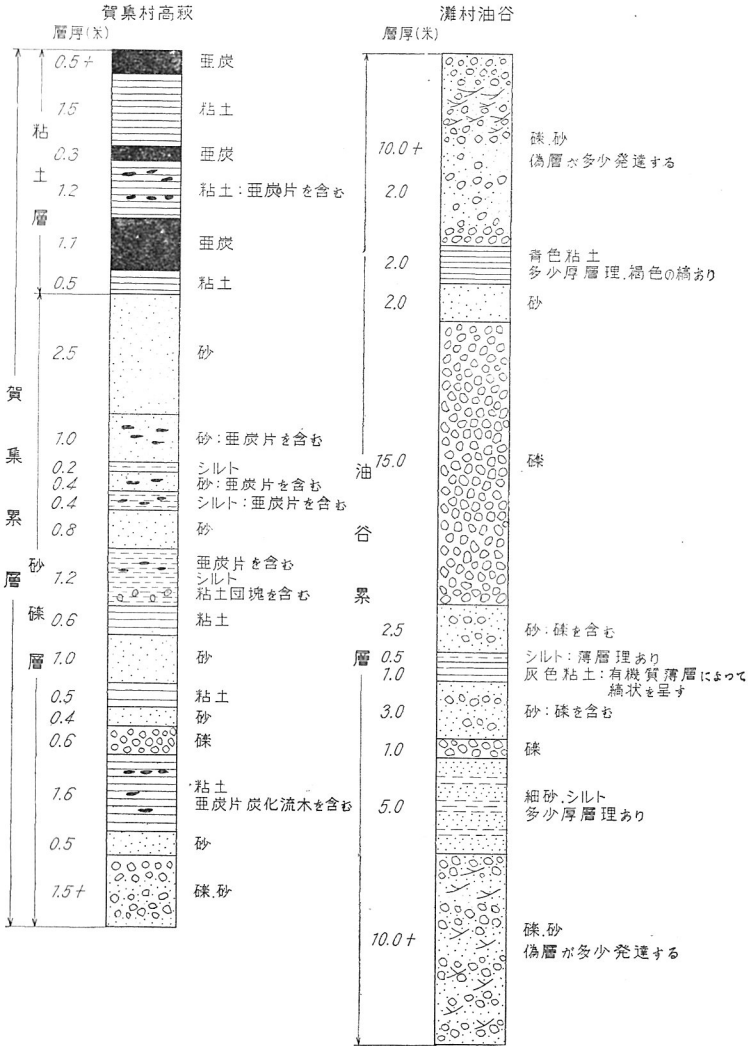 賀集村高萩
層厚(米)
0.5+ 亜炭
1.5 粘土
0.3 亜炭
1.2 粘土:亜炭片を含む
1.7 亜炭
0.5 粘土
2.5 砂
1.0 砂:亜炭片を含む
0.2 シルト
0.4 砂:亜炭片を含む
0.4 シルト:亜炭片を含む
0.8 砂
亜炭片を含む
1.2 シルト
粘土団塊を含む
0.6 粘土
1.0 砂
0.5 粘土
0.4 砂
0.6 礫
1.6 粘土
亜炭片炭化流木を含む
0.5 砂
1.5+ 礫.砂
粘土層
砂礫層
賀集累層
灘村油谷
層厚(米)
10.0+ 礫.砂
偽層が多少発達する
2.0
2.0 青色粘土
多少厚層理,褐色の縞あり
2.0 砂
15.0 礫
2.5 砂:礫を含む
0.5 シルト:薄層理あり
1.0 灰色粘土:有機質薄層によって
縞状を呈す
3.0 砂:礫を含む
1.0 礫
5.0 細砂.シルト
多少厚層理あり
10.0+ 礫.砂
偽層が多少発達する
油谷累層